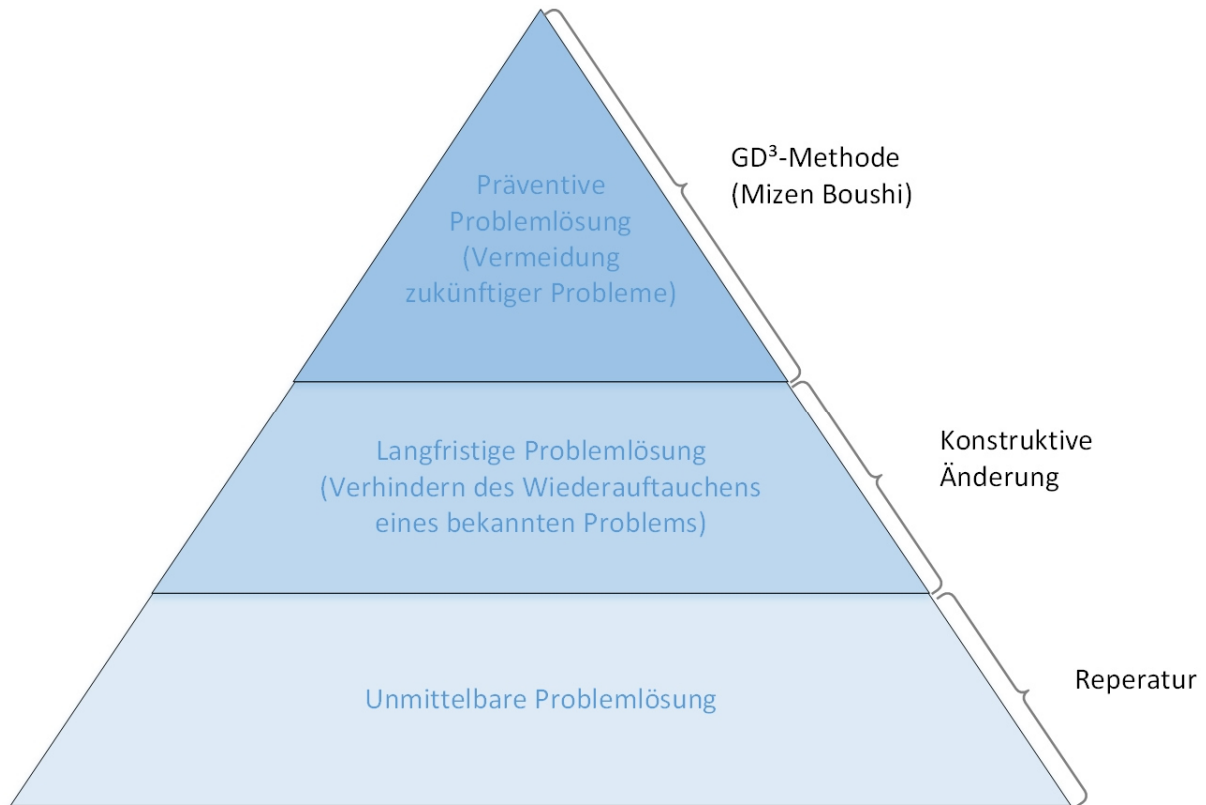 Präventive
Problemlösung
(Vermeidung
zukünftiger Probleme)
GD³-Methode
(Mizen Boushi)
Langfristige Problemlösung
(Verhindern des Wiederauftauchens
eines bekannten Problems)
Konstruktive
Änderung
Unmittelbare Problemlösung
Reperatur